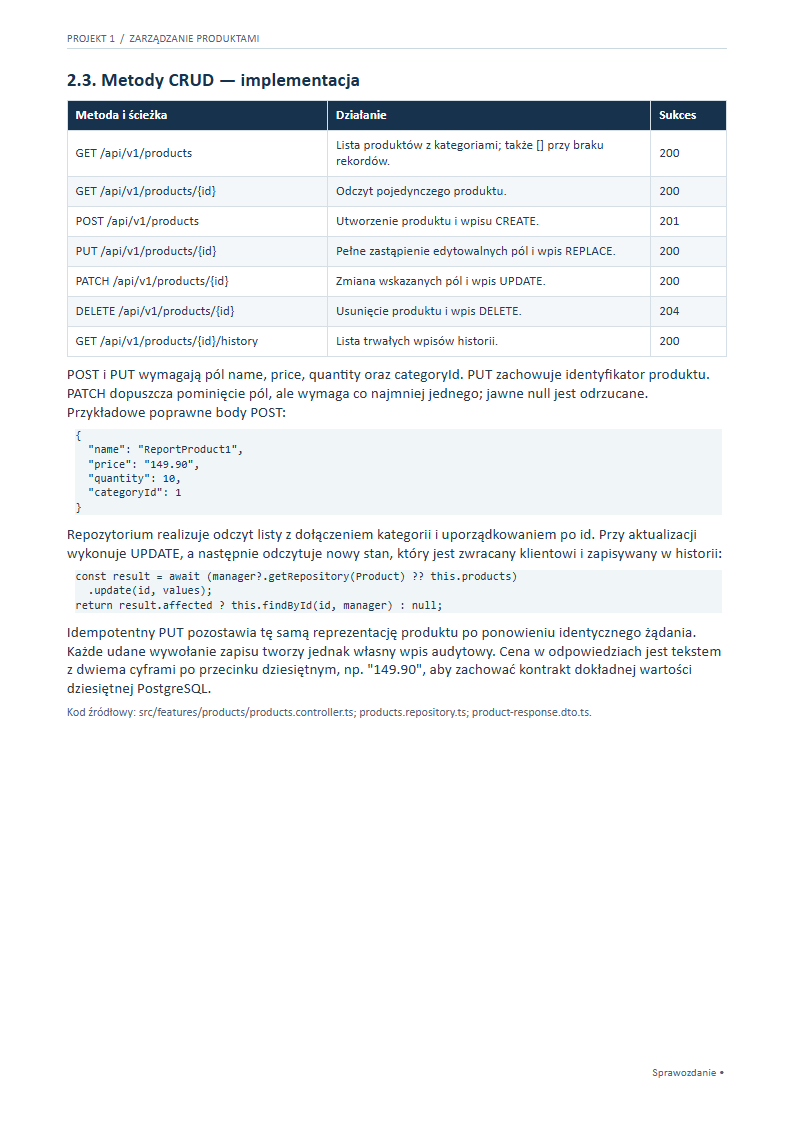 PROJEKT 1 / ZARZĄDZANIE PRODUKTAMI
2.3. Metody CRUD — implementacja
Metoda i ścieżka Działanie Sukces
GET /api/v1/products Lista produktów z kategoriami; także [] przy braku rekordów. 200
GET /api/v1/products/{id} Odczyt pojedynczego produktu. 200
POST /api/v1/products Utworzenie produktu i wpisu CREATE. 201
PUT /api/v1/products/{id} Pełne zastąpienie edytowalnych pól i wpis REPLACE. 200
PATCH /api/v1/products/{id} Zmiana wskazanych pól i wpis UPDATE. 200
DELETE /api/v1/products/{id} Usunięcie produktu i wpis DELETE. 204
GET /api/v1/products/{id}/history Lista trwałych wpisów historii. 200
POST i PUT wymagają pól name, price, quantity oraz categoryId. PUT zachowuje identyfikator produktu.
PATCH dopuszcza pominięcie pól, ale wymaga co najmniej jednego; jawne null jest odrzucane.
Przykładowe poprawne body POST:
{
  "name": "ReportProduct1",
  "price": "149.90",
  "quantity": 10,
  "categoryId": 1
}
Repozytorium realizuje odczyt listy z dołączeniem kategorii i uporządkowaniem po id. Przy aktualizacji
wykonuje UPDATE, a następnie odczytuje nowy stan, który jest zwracany klientowi i zapisywany w historii:
const result = await (manager?.getRepository(Product) ?? this.products)
  .update(id, values);
return result.affected ? this.findById(id, manager) : null;
Idempotentny PUT pozostawia tę samą reprezentację produktu po ponowieniu identycznego żądania.
Każde udane wywołanie zapisu tworzy jednak własny wpis audytowy. Cena w odpowiedziach jest tekstem
z dwiema cyframi po przecinku dziesiętnym, np. "149.90", aby zachować kontrakt dokładnej wartości
dziesiętnej PostgreSQL.
Kod źródłowy: src/features/products/products.controller.ts; products.repository.ts; product-response.dto.ts.
Sprawozdanie •